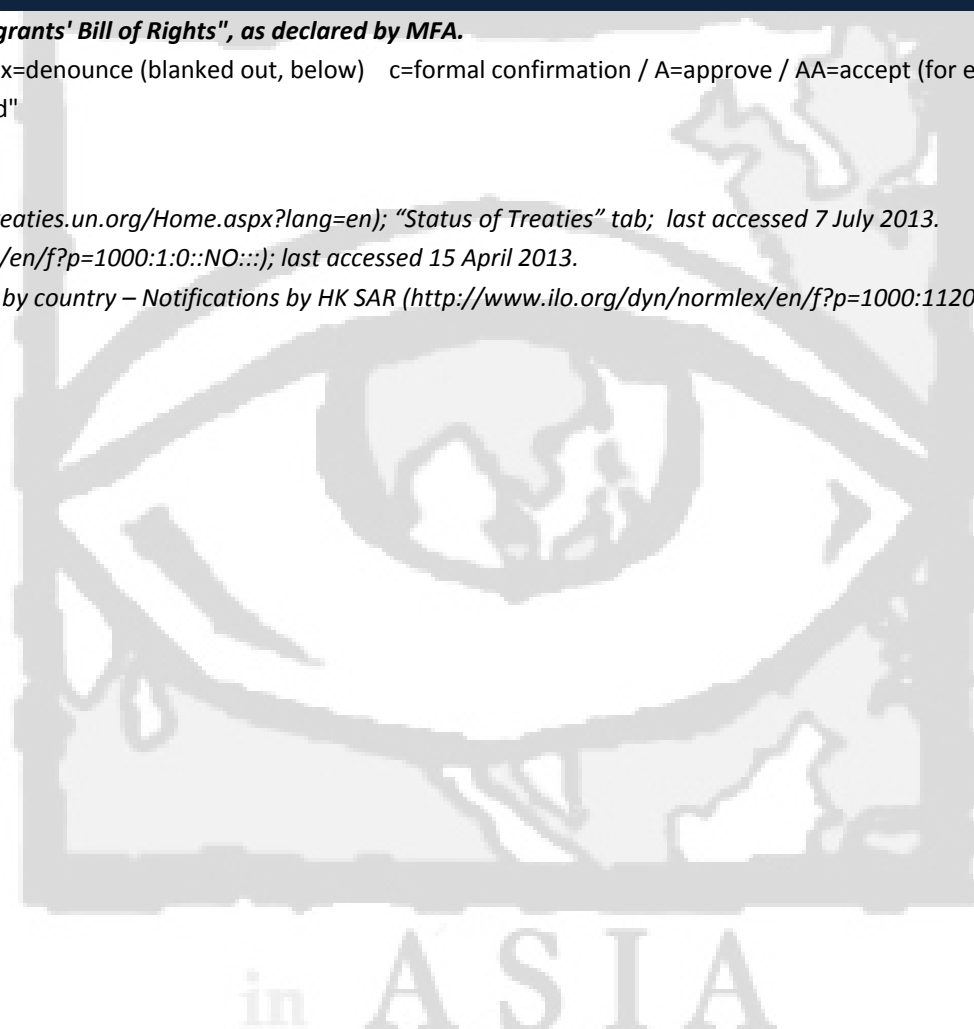 grants' Bill of Rights", as declared by MFA.
x=denounce (blanked out, below) c=formal confirmation / A=approve / AA=accept (for e
d"
reaties.un.org/Home.aspx?lang=en); “Status of Treaties” tab; last accessed 7 July 2013.
/en/f?p=1000:1:0::NO:::); last accessed 15 April 2013.
by country – Notifications by HK SAR (http://www.ilo.org/dyn/normlex/en/f?p=1000:1120
in ASIA